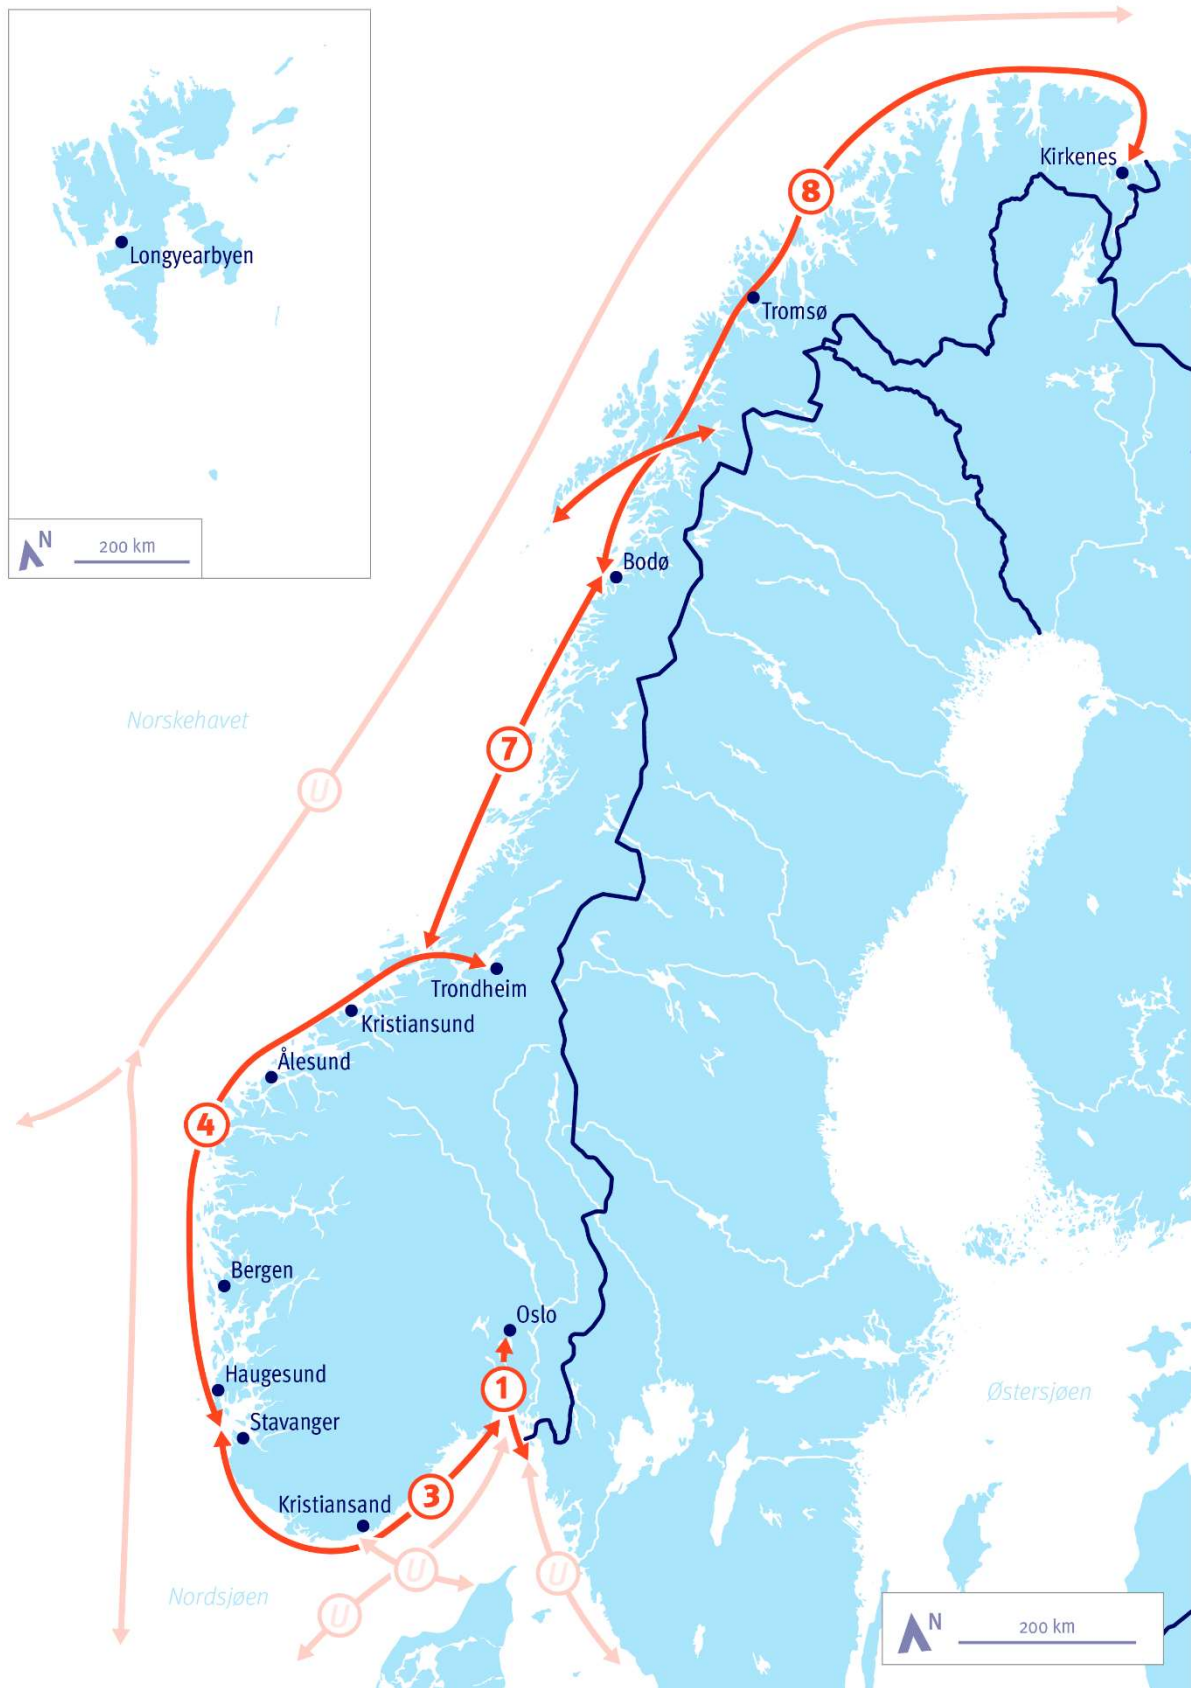 Longyearbyen
N
200 km
Kirkenes
8
Tromsø
Bodø
Norskehavet
7
U
Trondheim
Kristiansund
Ålesund
4
Bergen
Oslo
Haugesund
1
Østersjøen
Stavanger
3
Kristiansand
U
U
U
Nordsjøen
N
200 km